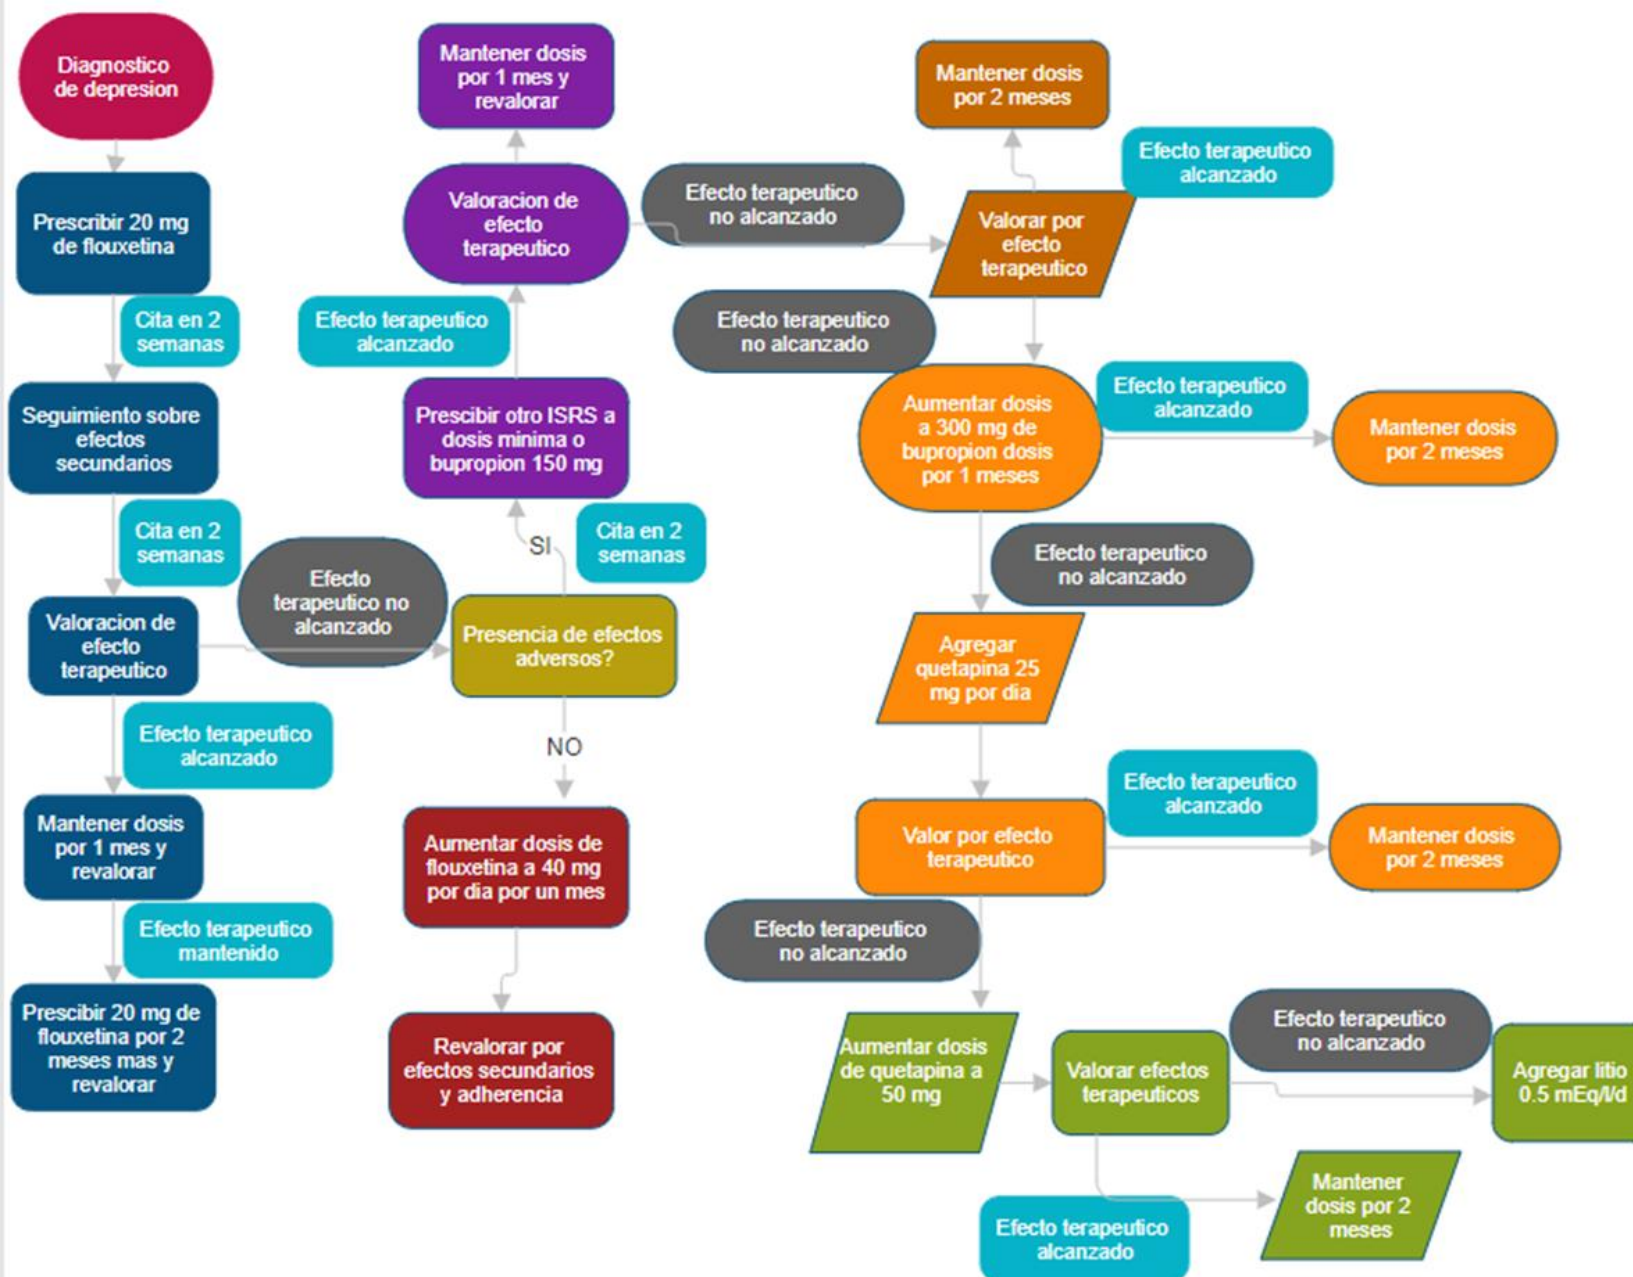 Diagnostico
de depresion
Prescribir 20 mg
de flouxetina
Cita en 2
semanas
Seguimiento sobre
efectos
secundarios
Cita en 2
semanas
Valoracion de
efecto
terapeutico
Efecto terapeutico
alcanzado
Mantener dosis
por 1 mes y
revalorar
Efecto terapeutico
mantenido
Prescibir 20 mg de
flouxetina por 2
meses mas y
revalorar
Efecto
terapeutico no
alcanzado
Presencia de efectos
adversos?
SI
Cita en 2
semanas
Prescibir otro ISRS a
dosis minima o
bupropion 150 mg
Efecto terapeutico
alcanzado
Valoracion de
efecto
terapeutico
Mantener dosis
por 1 mes y
revalorar
NO
Aumentar dosis de
flouxetina a 40 mg
por dia por un mes
Revalorar por
efectos secundarios
y adherencia
Efecto terapeutico
no alcanzado
Valorar por
efecto
terapeutico
Mantener dosis
por 2 meses
Efecto terapeutico
alcanzado
Efecto terapeutico
no alcanzado
Aumentar dosis
a 300 mg de
bupropion dosis
por 1 meses
Efecto terapeutico
alcanzado
Mantener dosis
por 2 meses
Efecto terapeutico
no alcanzado
Agregar
quetapina 25
mg por dia
Valor por efecto
terapeutico
Efecto terapeutico
alcanzado
Mantener dosis
por 2 meses
Efecto terapeutico
no alcanzado
Aumentar dosis
de quetapina a
50 mg
Valorar efectos
terapeuticos
Efecto terapeutico
no alcanzado
Agregar litio
0.5 mEq/l/d
Efecto terapeutico
alcanzado
Mantener
dosis por 2
meses